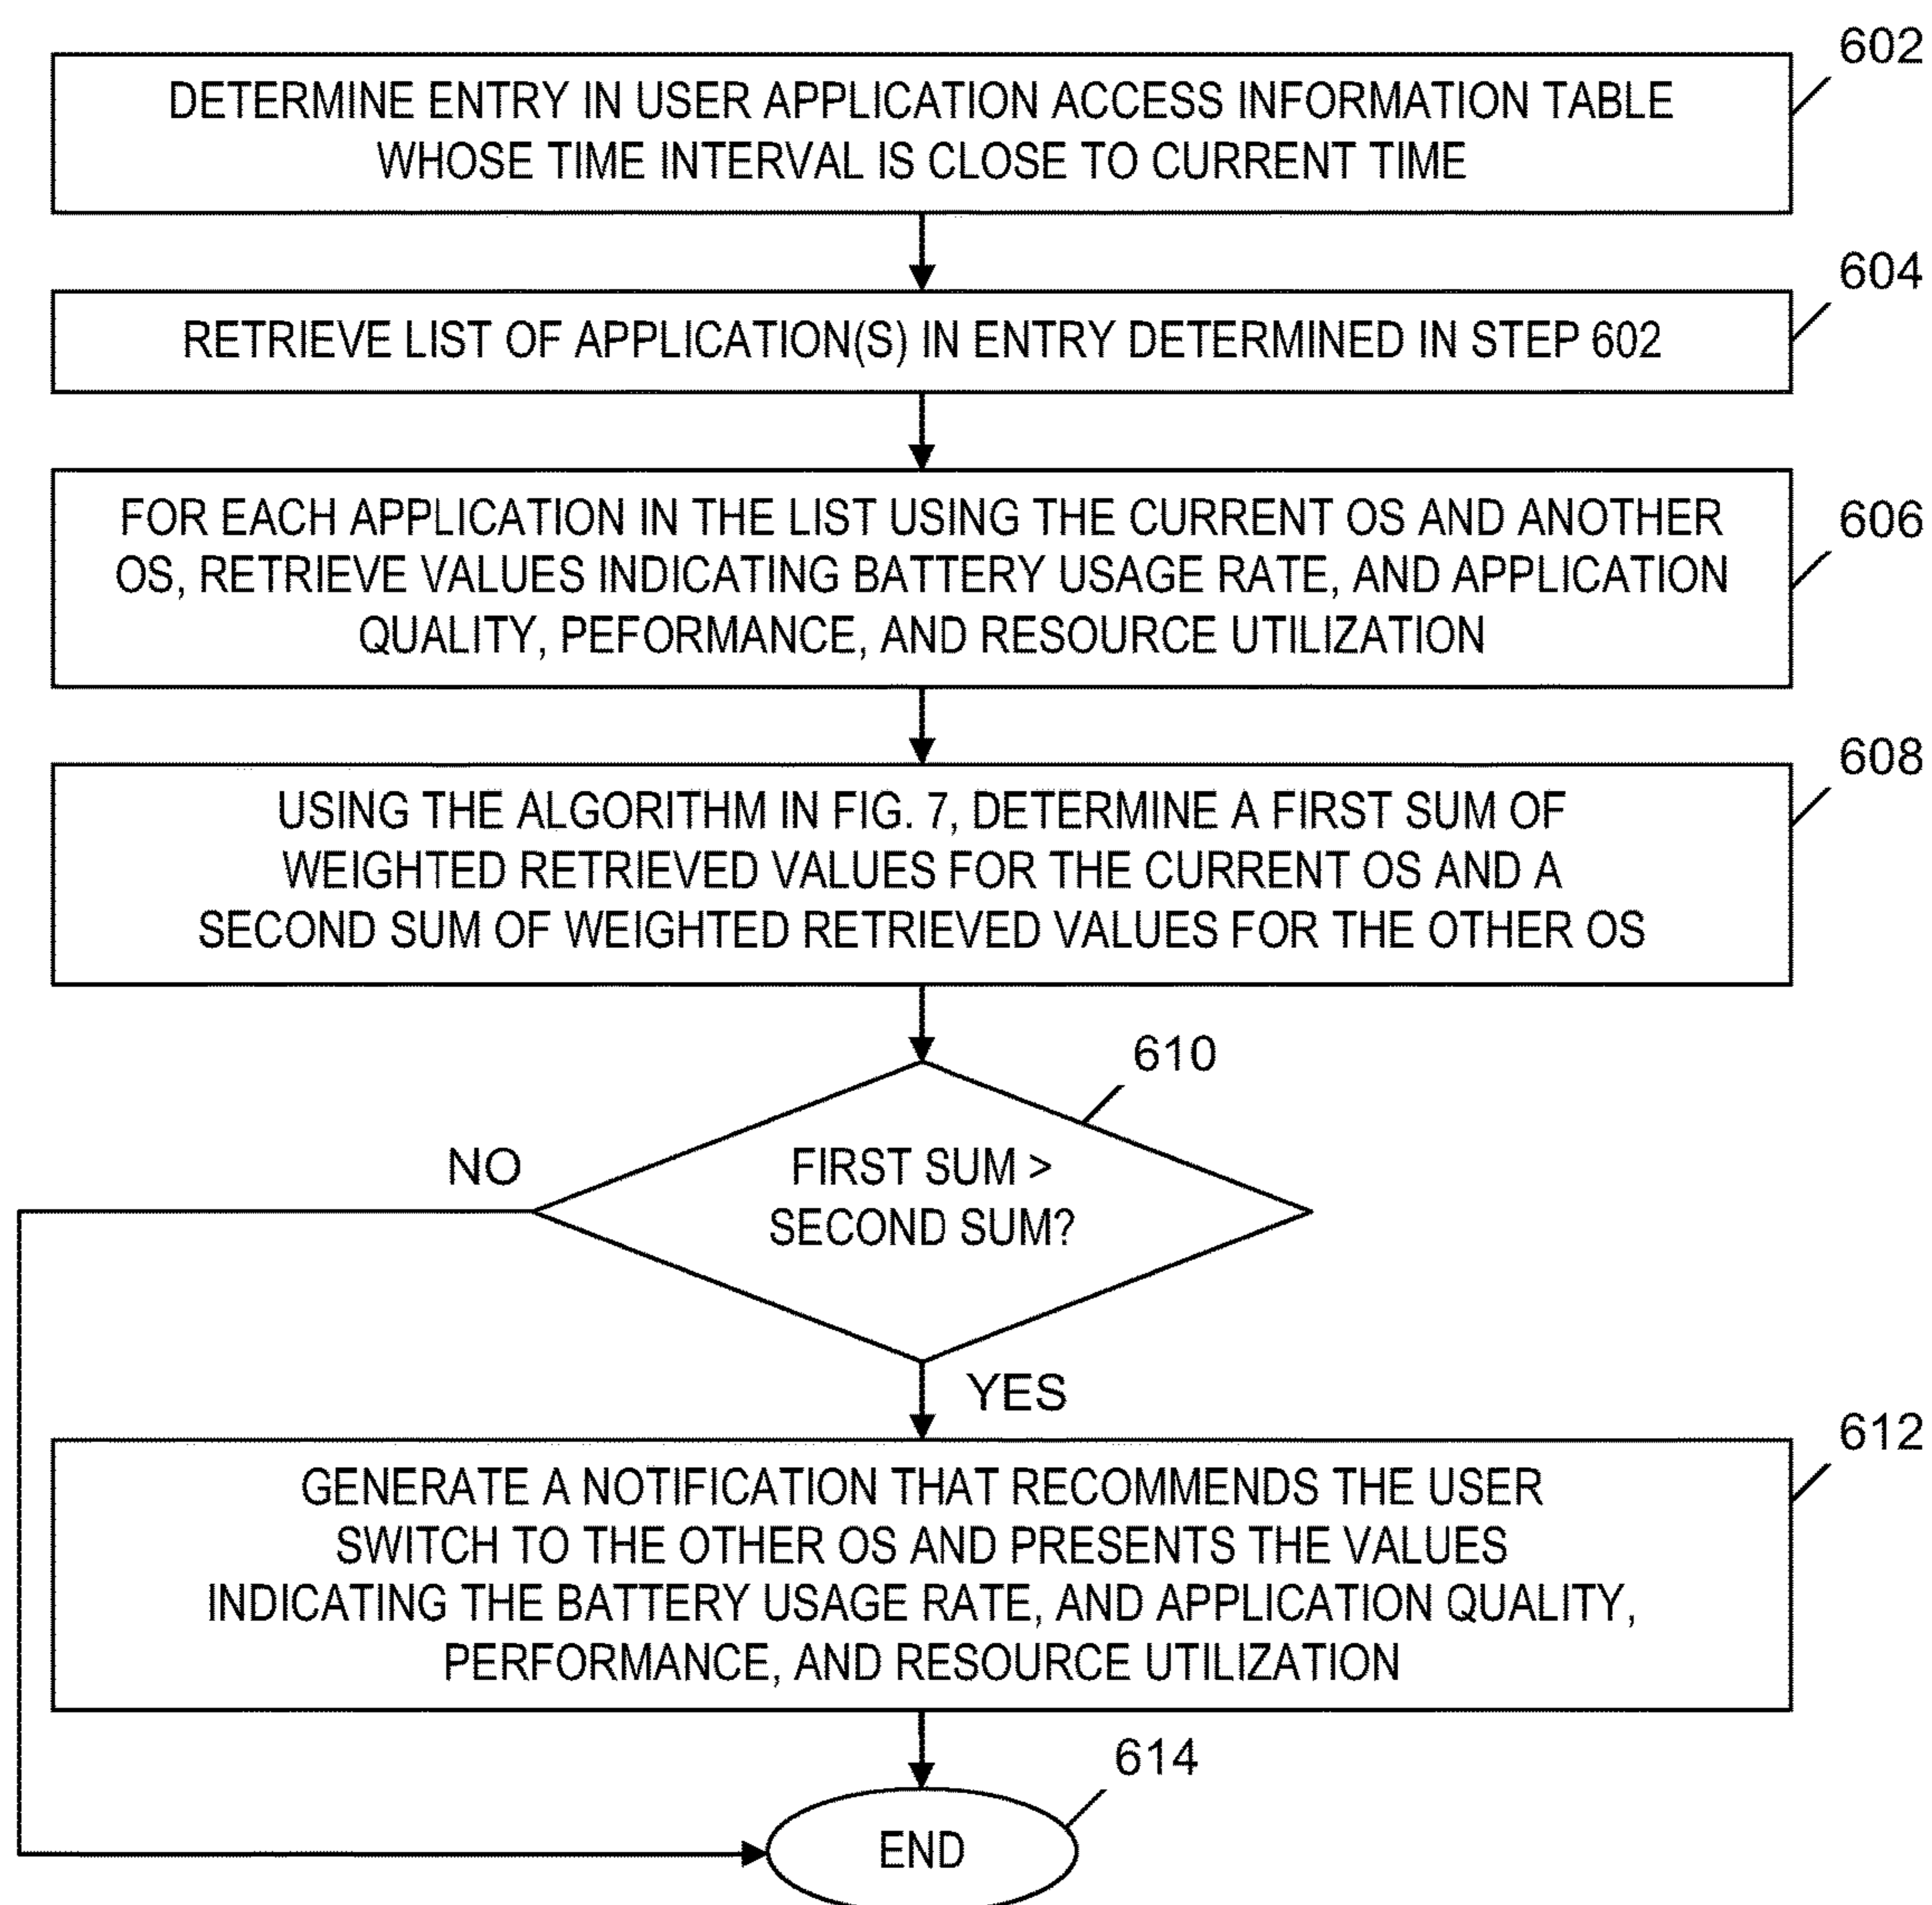 602
DETERMINE ENTRY IN USER APPLICATION ACCESS INFORMATION TABLE
WHOSE TIME INTERVAL IS CLOSE TO CURRENT TIME
604
RETRIEVE LIST OF APPLICATION(S) IN ENTRY DETERMINED IN STEP 602
606
FOR EACH APPLICATION IN THE LIST USING THE CURRENT OS AND ANOTHER
OS, RETRIEVE VALUES INDICATING BATTERY USAGE RATE, AND APPLICATION
QUALITY, PEFORMANCE, AND RESOURCE UTILIZATION
608
USING THE ALGORITHM IN FIG. 7, DETERMINE A FIRST SUM OF
WEIGHTED RETRIEVED VALUES FOR THE CURRENT OS AND A
SECOND SUM OF WEIGHTED RETRIEVED VALUES FOR THE OTHER OS
610
NO
FIRST SUM >
SECOND SUM?
YES
612
GENERATE A NOTIFICATION THAT RECOMMENDS THE USER
SWITCH TO THE OTHER OS AND PRESENTS THE VALUES
INDICATING THE BATTERY USAGE RATE, AND APPLICATION QUALITY,
PERFORMANCE, AND RESOURCE UTILIZATION
614
END